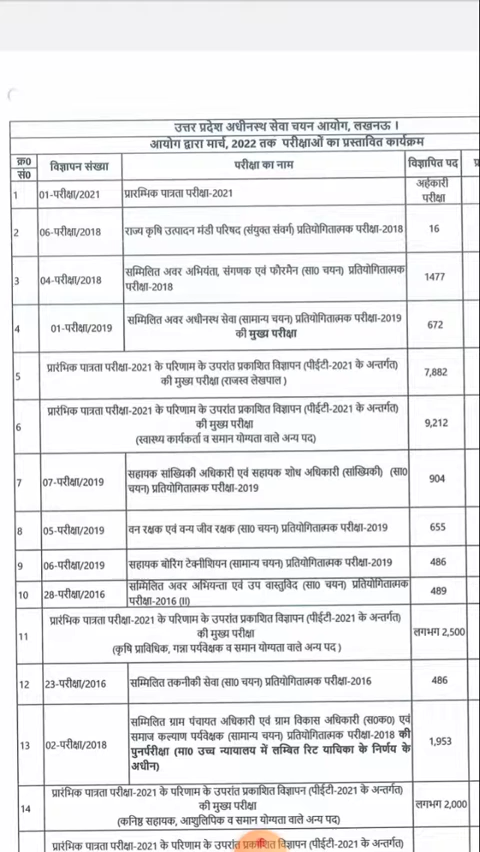 उत्तर प्रदेश अधीनस्थ सेवा चयन आयोग, लखनऊ ।
आयोग द्वारा मार्च, 2022 तक परीक्षाओं का प्रस्तावित कार्यक्रम
क्र0 सं0 विज्ञापन संख्या परीक्षा का नाम विज्ञापित पद
1 01-परीक्षा/2021 प्रारम्भिक पात्रता परीक्षा-2021 अर्हकारी
परीक्षा
2 06-परीक्षा/2018 राज्य कृषि उत्पादन मंडी परिषद (संयुक्त संवर्ग) प्रतियोगितात्मक परीक्षा-2018 16
3 04-परीक्षा/2018 सम्मिलित अवर अभियंता, संगणक एवं फौरमैन (सा0 चयन) प्रतियोगितात्मक
परीक्षा-2018 1477
4 01-परीक्षा/2019 सम्मिलित अवर अधीनस्थ सेवा (सामान्य चयन) प्रतियोगितात्मक परीक्षा-2019
की मुख्य परीक्षा 672
5 प्रारंभिक पात्रता परीक्षा-2021 के परिणाम के उपरांत प्रकाशित विज्ञापन (पीईटी-2021 के अन्तर्गत)
की मुख्य परीक्षा (राजस्व लेखपाल ) 7,882
6 प्रारंभिक पात्रता परीक्षा-2021 के परिणाम के उपरांत प्रकाशित विज्ञापन (पीईटी-2021 के अन्तर्गत)
की मुख्य परीक्षा 9,212
(स्वास्थ्य कार्यकर्ता व समान योग्यता वाले अन्य पद)
7 07-परीक्षा/2019 सहायक सांख्यिकी अधिकारी एवं सहायक शोध अधिकारी (सांख्यिकी) (सा0
चयन) प्रतियोगितात्मक परीक्षा-2019 904
8 05-परीक्षा/2019 वन रक्षक एवं वन्य जीव रक्षक (सा0 चयन) प्रतियोगितात्मक परीक्षा-2019 655
9 06-परीक्षा/2019 सहायक बोरिंग टेक्नीशियन (सामान्य चयन) प्रतियोगितात्मक परीक्षा-2019 486
10 28-परीक्षा/2016 सम्मिलित अवर अभियन्ता एवं उप वास्तुविद (सा0 चयन) प्रतियोगितात्मक
परीक्षा-2016 (II) 489
11 प्रारंभिक पात्रता परीक्षा-2021 के परिणाम के उपरांत प्रकाशित विज्ञापन (पीईटी-2021 के अन्तर्गत)
की मुख्य परीक्षा लगभग 2,500
(कृषि प्राविधिक, गन्ना पर्यवेक्षक व समान योग्यता वाले अन्य पद )
12 23-परीक्षा/2016 सम्मिलित तकनीकी सेवा (सा0 चयन) प्रतियोगितात्मक परीक्षा-2016 486
13 02-परीक्षा/2018 सम्मिलित ग्राम पंचायत अधिकारी एवं ग्राम विकास अधिकारी (स0क0) एवं
समाज कल्याण पर्यवेक्षक (सामान्य चयन) प्रतियोगितात्मक परीक्षा-2018 की
पुनर्परीक्षा (मा0 उच्च न्यायालय में लम्बित रिट याचिका के निर्णय के 1,953
अधीन)
14 प्रारंभिक पात्रता परीक्षा-2021 के परिणाम के उपरांत प्रकाशित विज्ञापन (पीईटी-2021 के अन्तर्गत)
की मुख्य परीक्षा लगभग 2,000
(कनिष्ठ सहायक, आशुलिपिक व समान योग्यता वाले अन्य पद)
प्रारंभिक पात्रता परीक्षा-2021 के परिणाम के उपरांत प्रकाशित विज्ञापन (पीईटी-2021 के अन्तर्गत)